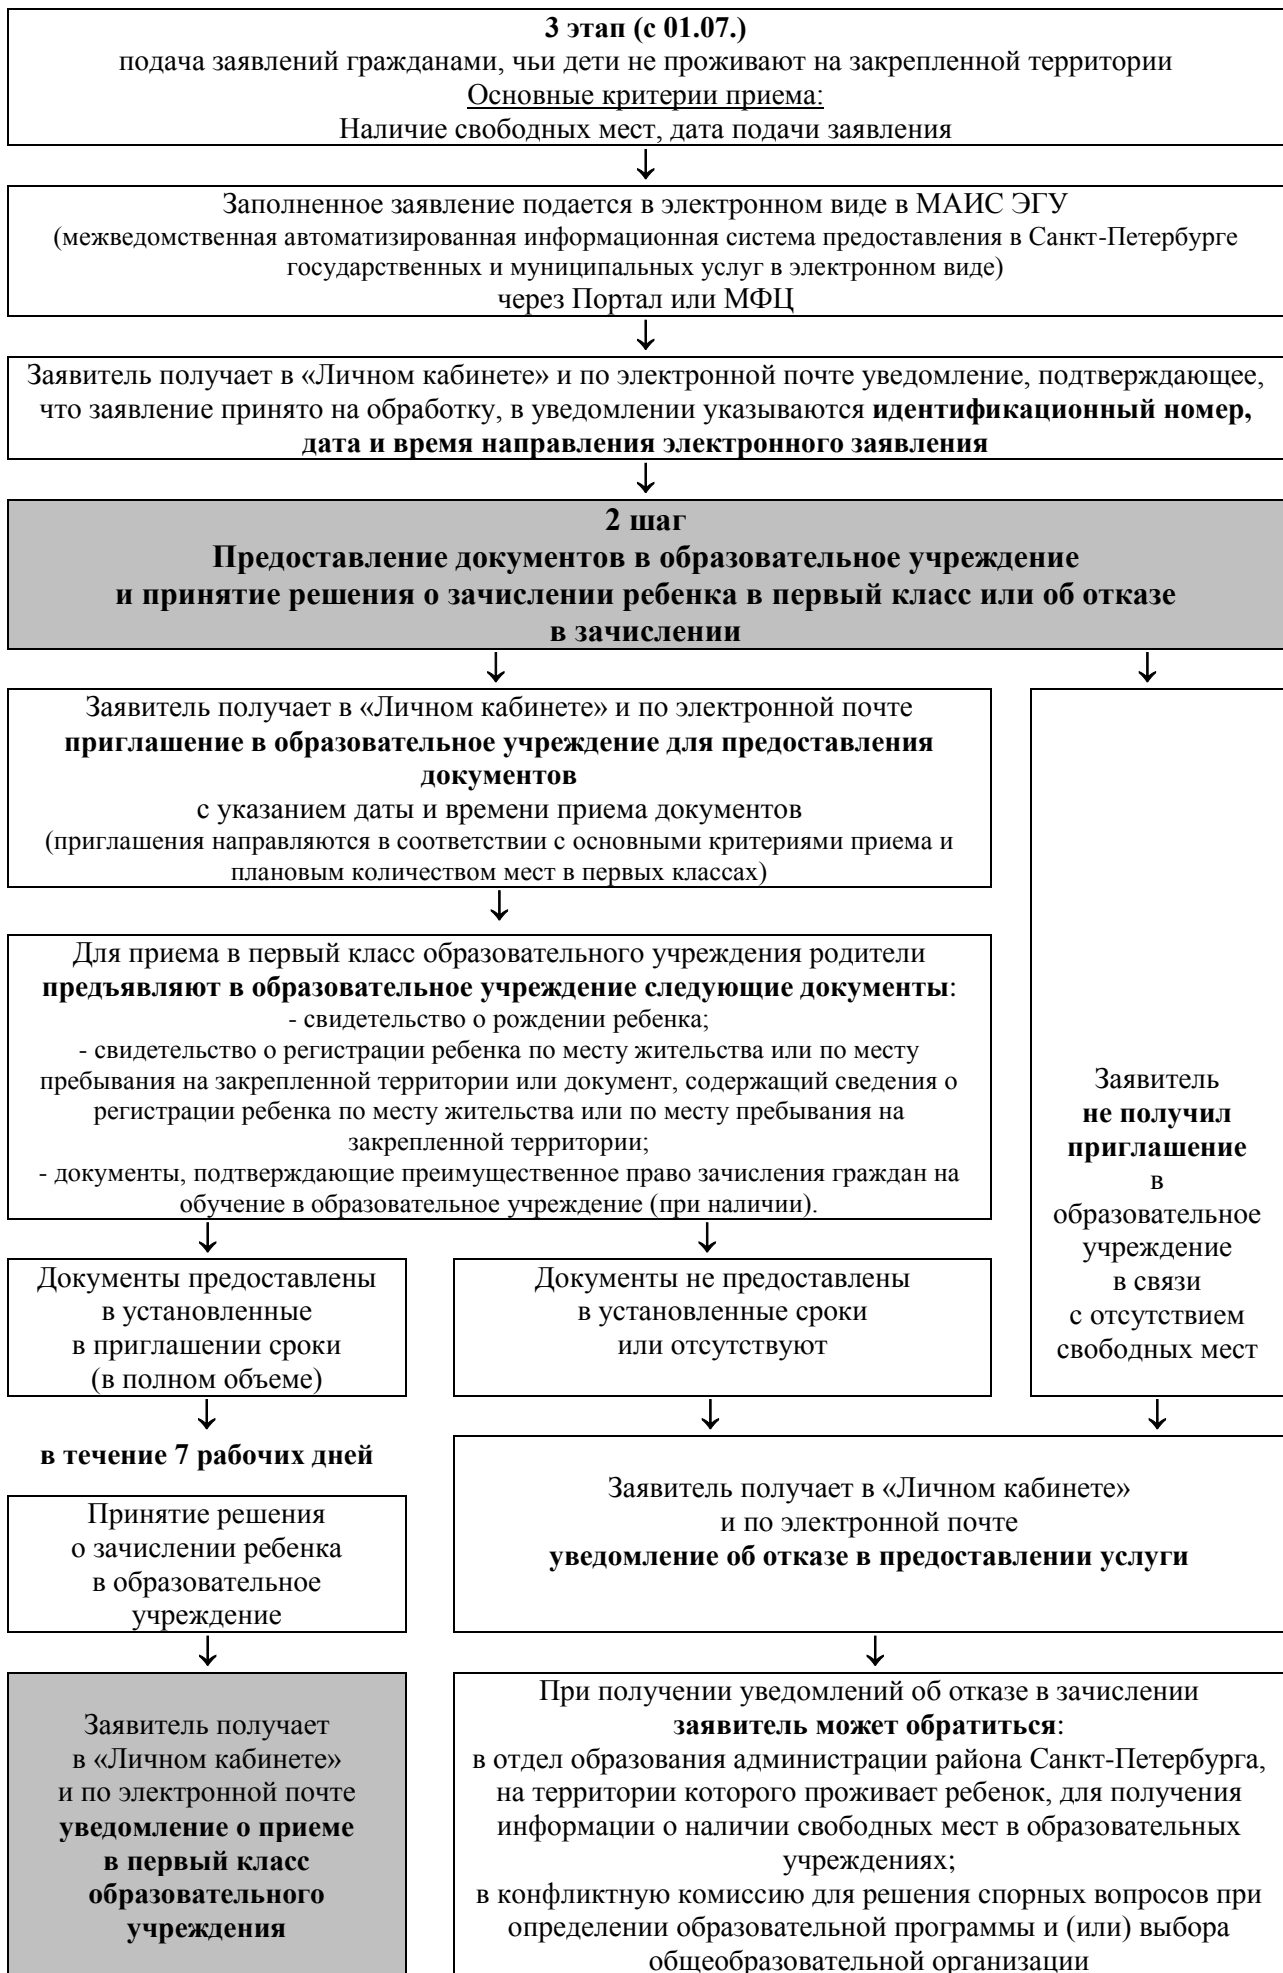 3 этап (с 01.07.)
подача заявлений гражданами, чьи дети не проживают на закрепленной территории
Основные критерии приема:
Наличие свободных мест, дата подачи заявления
Заполненное заявление подается в электронном виде в МАИС ЭГУ
(межведомственная автоматизированная информационная система предоставления в Санкт-Петербурге
государственных и муниципальных услуг в электронном виде)
через Портал или МФЦ
Заявитель получает в «Личном кабинете» и по электронной почте уведомление, подтверждающее,
что заявление принято на обработку, в уведомлении указываются идентификационный номер,
дата и время направления электронного заявления
2 шаг
Предоставление документов в образовательное учреждение
и принятие решения о зачислении ребенка в первый класс или об отказе
в зачислении
Заявитель получает в «Личном кабинете» и по электронной почте
приглашение в образовательное учреждение для предоставления
документов
с указанием даты и времени приема документов
(приглашения направляются в соответствии с основными критериями приема и
плановым количеством мест в первых классах)
Для приема в первый класс образовательного учреждения родители
предъявляют в образовательное учреждение следующие документы:
- свидетельство о рождении ребенка;
- свидетельство о регистрации ребенка по месту жительства или по месту
пребывания на закрепленной территории или документ, содержащий сведения о
регистрации ребенка по месту жительства или по месту пребывания на
закрепленной территории;
- документы, подтверждающие преимущественное право зачисления граждан на
обучение в образовательное учреждение (при наличии).
Заявитель
не получил
приглашение
в
образовательное
учреждение
в связи
с отсутствием
свободных мест
Документы предоставлены
в установленные
в приглашении сроки
(в полном объеме)
Документы не предоставлены
в установленные сроки
или отсутствуют
в течение 7 рабочих дней
Принятие решения
о зачислении ребенка
в образовательное
учреждение
Заявитель получает в «Личном кабинете»
и по электронной почте
уведомление об отказе в предоставлении услуги
Заявитель получает
в «Личном кабинете»
и по электронной почте
уведомление о приеме
в первый класс
образовательного
учреждения
При получении уведомлений об отказе в зачислении
заявитель может обратиться:
в отдел образования администрации района Санкт-Петербурга,
на территории которого проживает ребенок, для получения
информации о наличии свободных мест в образовательных
учреждениях;
в конфликтную комиссию для решения спорных вопросов при
определении образовательной программы и (или) выбора
общеобразовательной организации